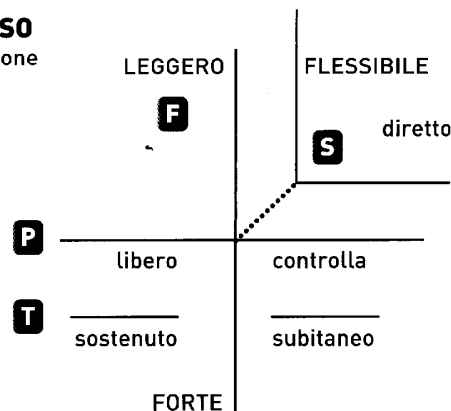 SO
one
LEGGERO
FLESSIBILE
F
S
diretto
P
libero
controlla
T
sostenuto
subitaneo
FORTE